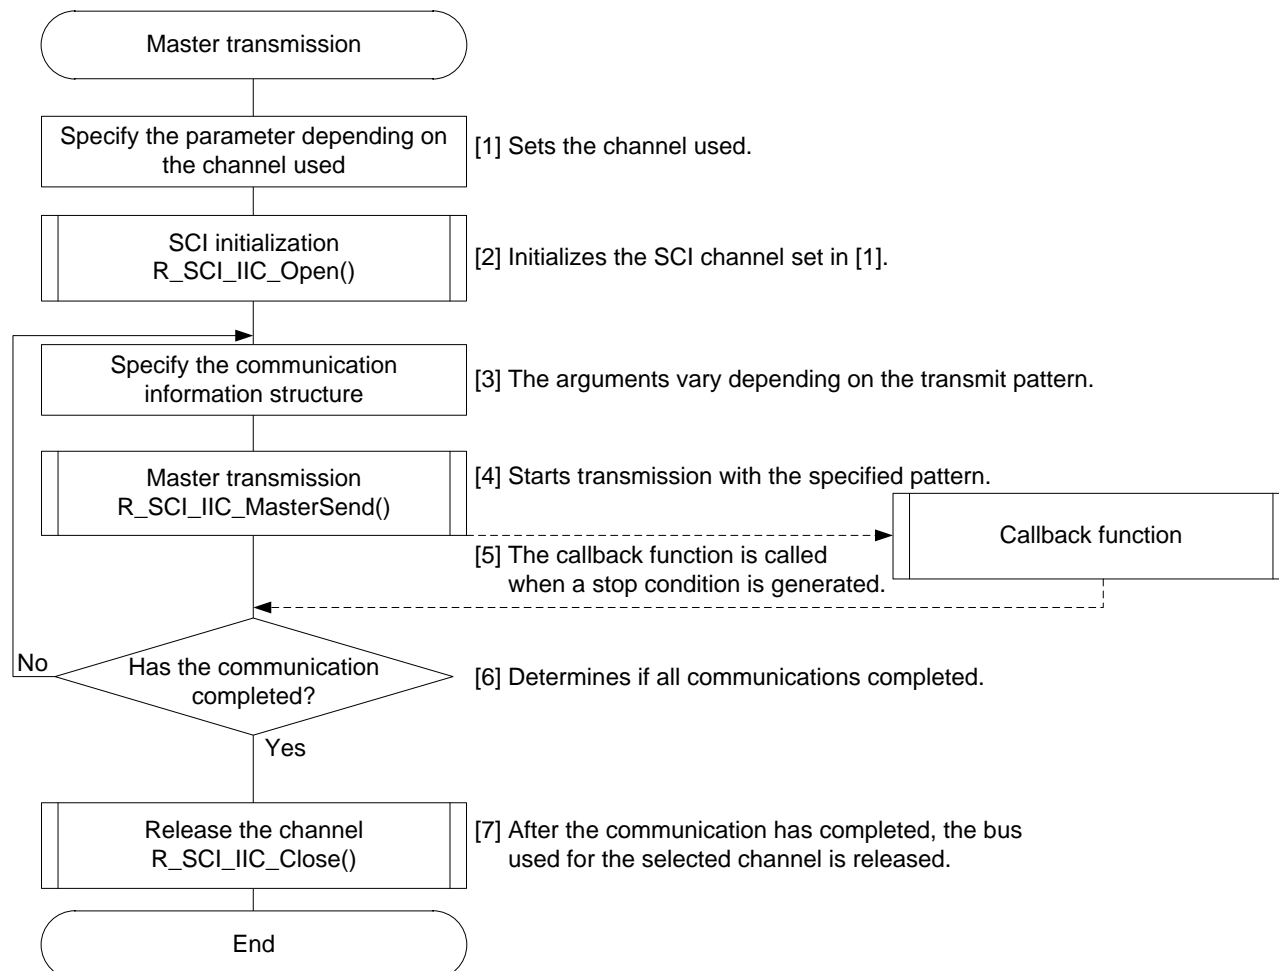 Master transmission
Specify the parameter depending on
the channel used
[1] Sets the channel used.
SCI initialization
R_SCI_IIC_Open()
[2] Initializes the SCI channel set in [1].
Specify the communication
information structure
[3] The arguments vary depending on the transmit pattern.
Master transmission
R_SCI_IIC_MasterSend()
[4] Starts transmission with the specified pattern.
Callback function
[5] The callback function is called
when a stop condition is generated.
No
Has the communication
completed?
[6] Determines if all communications completed.
Yes
Release the channel
R_SCI_IIC_Close()
[7] After the communication has completed, the bus
used for the selected channel is released.
End